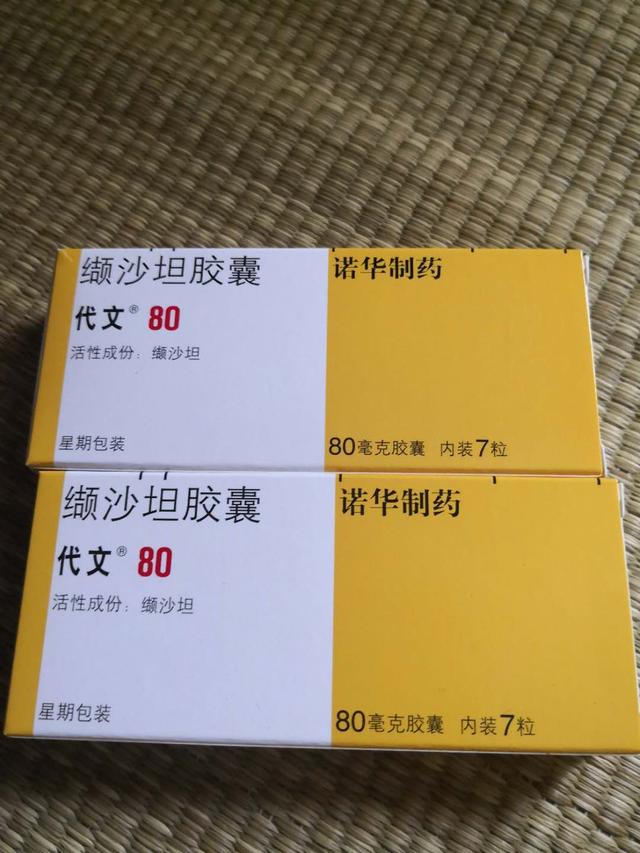 缬沙坦胶囊
诺华制药
代文® 80
活性成份：缬沙坦
星期包装
80毫克胶囊 内装7粒
缬沙坦胶囊
诺华制药
代文® 80
活性成份：缬沙坦
星期包装
80毫克胶囊 内装7粒